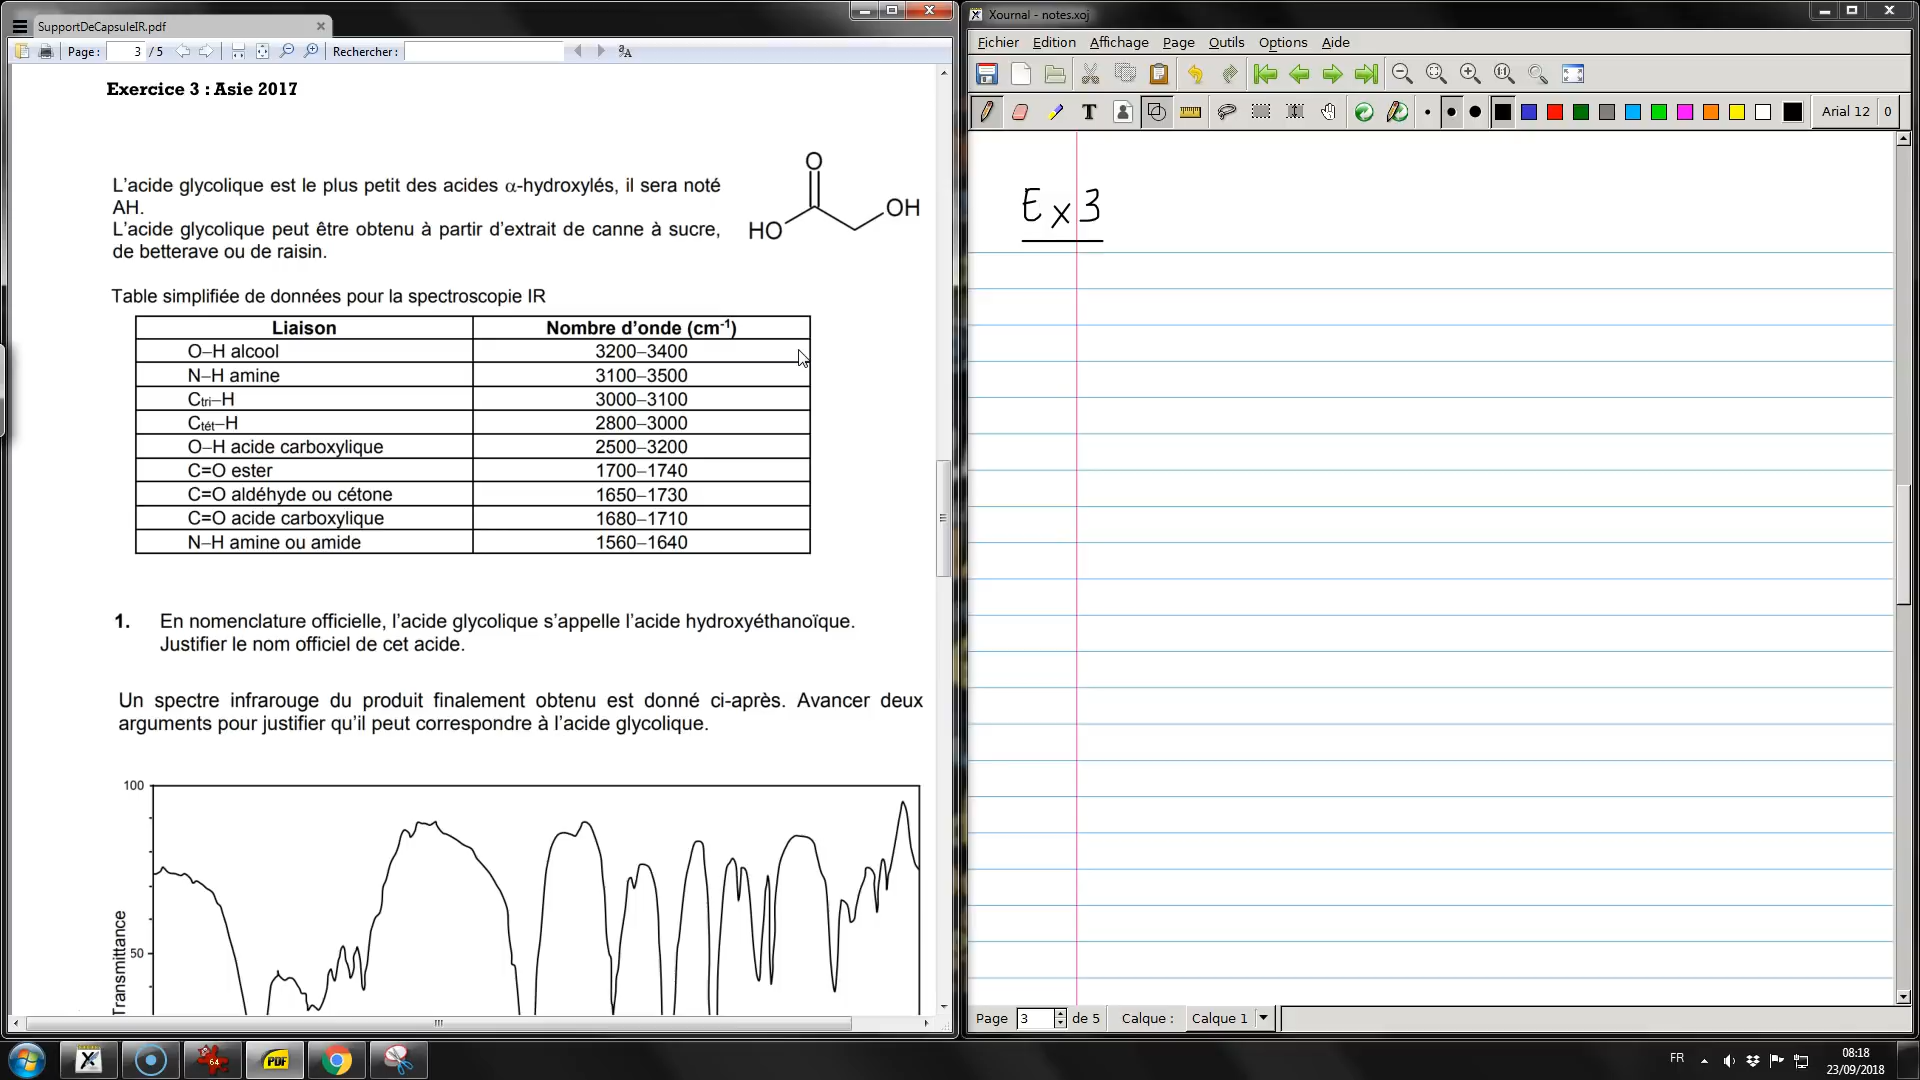 SupportDeCapsuleIR.pdf
Page: 3 / 5 Rechercher:
Exercice 3 : Asie 2017
L'acide glycolique est le plus petit des acides α-hydroxylés, il sera noté
AH.
L'acide glycolique peut être obtenu à partir d'extrait de canne à sucre,
de betterave ou de raisin.
O
OH
HO
Table simplifiée de données pour la spectroscopie IR
Liaison Nombre d'onde (cm-1)
O–H alcool 3200–3400
N–H amine 3100–3500
Ctri–H 3000–3100
Ctét–H 2800–3000
O–H acide carboxylique 2500–3200
C=O ester 1700–1740
C=O aldéhyde ou cétone 1650–1730
C=O acide carboxylique 1680–1710
N–H amine ou amide 1560–1640
1. En nomenclature officielle, l'acide glycolique s'appelle l'acide hydroxyéthanoïque.
Justifier le nom officiel de cet acide.
Un spectre infrarouge du produit finalement obtenu est donné ci-après. Avancer deux
arguments pour justifier qu'il peut correspondre à l'acide glycolique.
100
50
Transmittance
Xournal - notes.xoj
Fichier Edition Affichage Page Outils Options Aide
T
Arial 12 0
Ex 3
Page 3 de 5 Calque : Calque 1
64
PDF
FR
08:18
23/09/2018